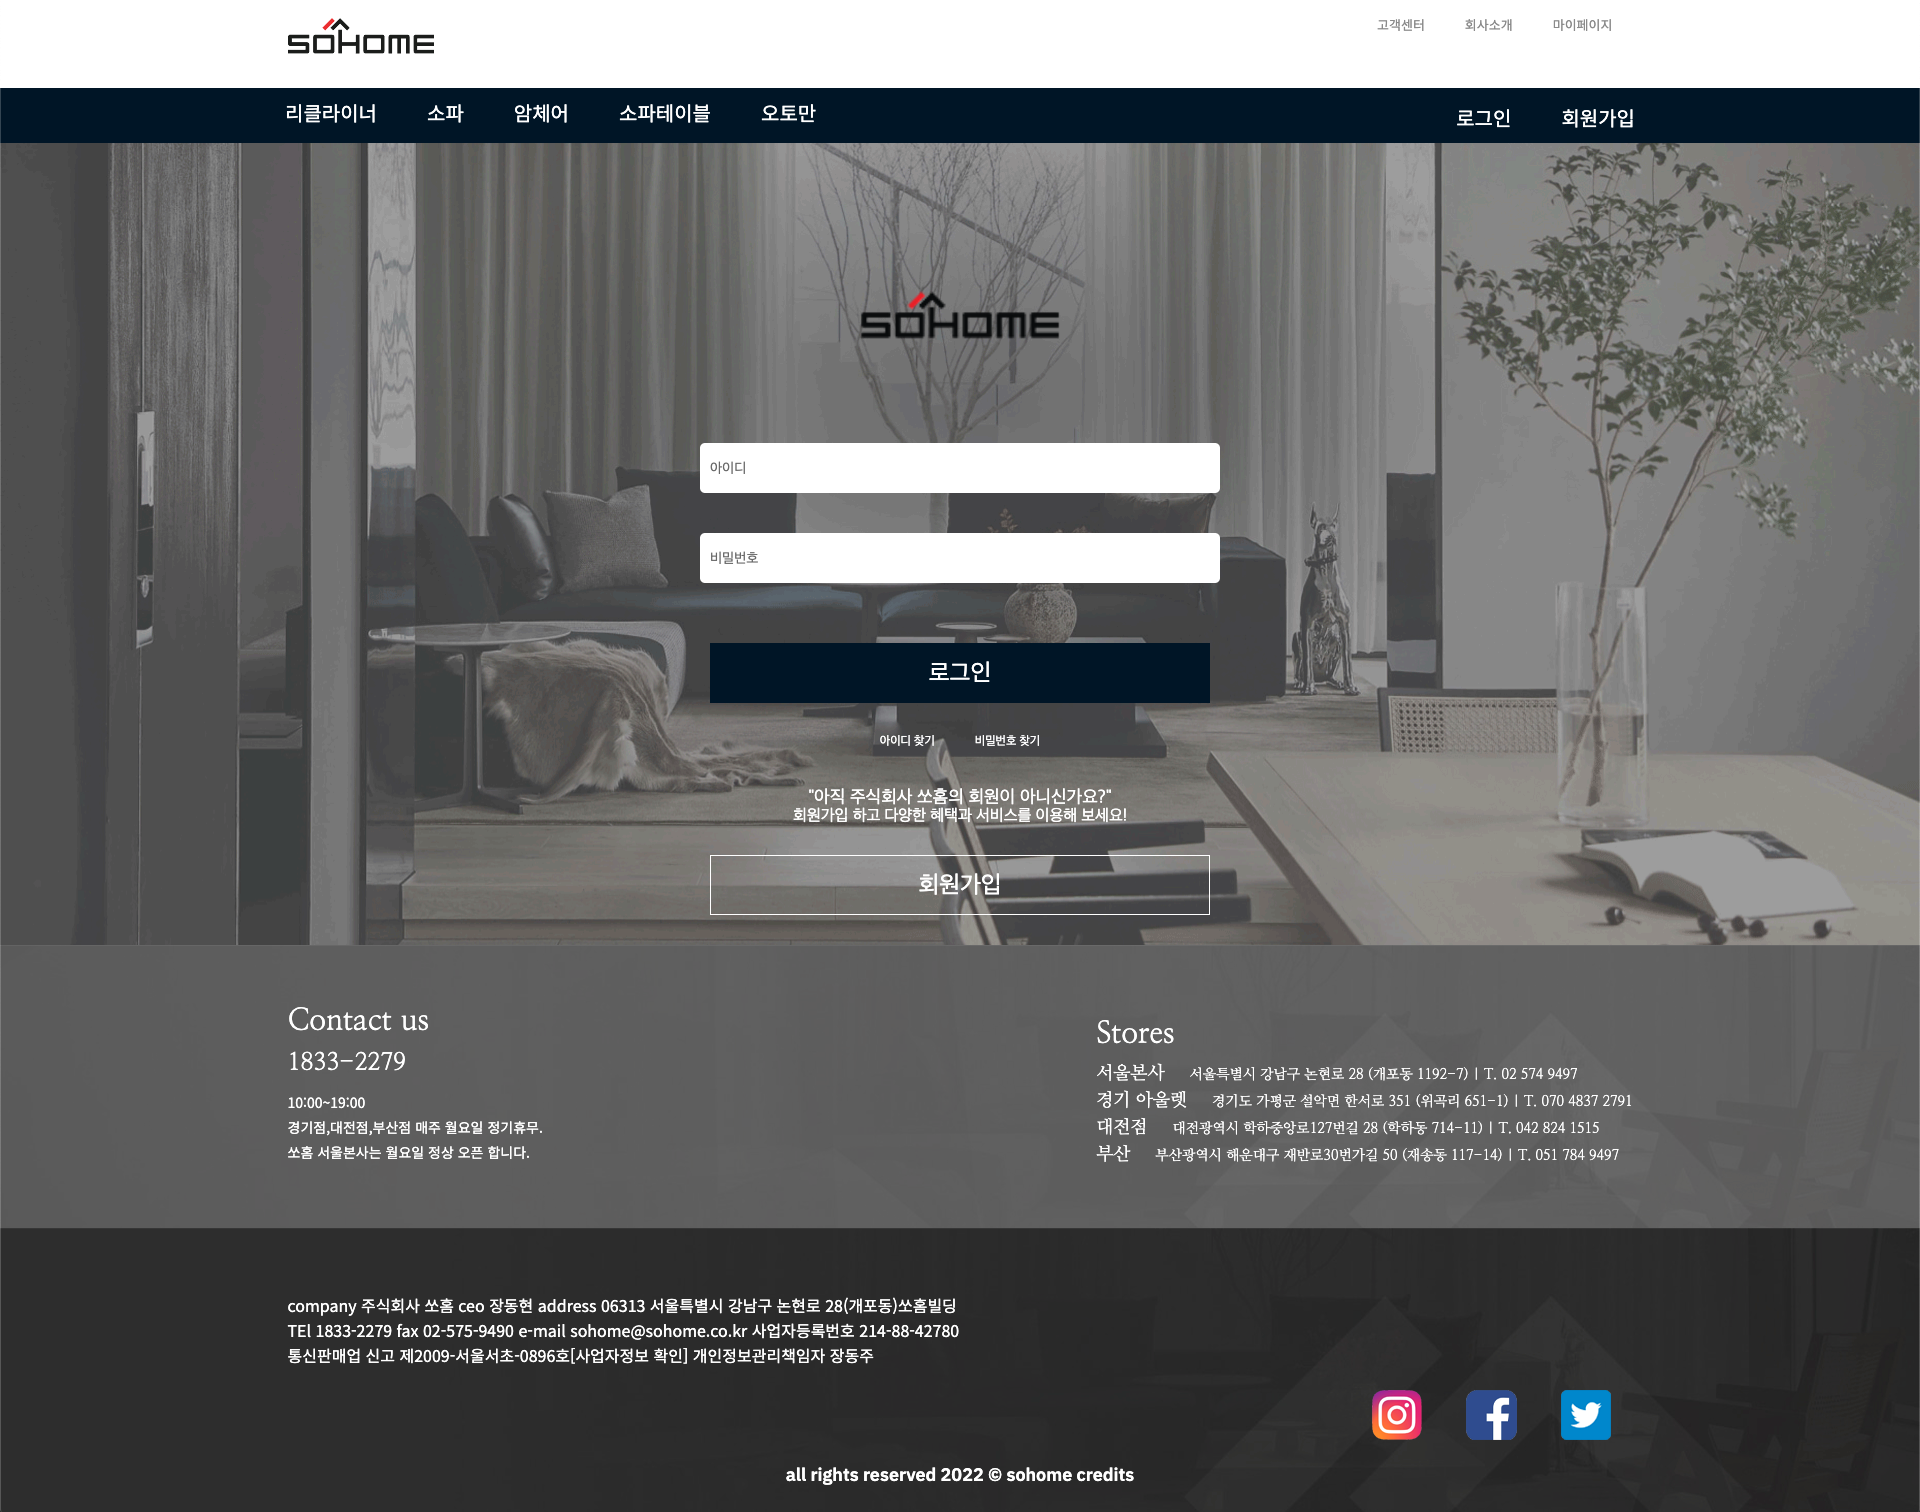 SOHOME
고객센터 회사소개 마이페이지
리클라이너 소파 암체어 소파테이블 오토만 로그인 회원가입
SOHOME
아이디
비밀번호
로그인
아이디 찾기 비밀번호 찾기
"아직 주식회사 쏘홈의 회원이 아니신가요?"
회원가입 하고 다양한 혜택과 서비스를 이용해 보세요!
회원가입
Contact us
1833-2279
10:00~19:00
경기점,대전점,부산점 매주 월요일 정기휴무.
쏘홈 서울본사는 월요일 정상 오픈 합니다.
Stores
서울본사 서울특별시 강남구 논현로 28 (개포동 1192-7) | T. 02 574 9497
경기 아울렛 경기도 가평군 설악면 한서로 351 (위곡리 651-1) | T. 070 4837 2791
대전점 대전광역시 학하중앙로127번길 28 (학하동 714-11) | T. 042 824 1515
부산 부산광역시 해운대구 재반로30번가길 50 (재송동 117-14) | T. 051 784 9497
company 주식회사 쏘홈 ceo 장동현 address 06313 서울특별시 강남구 논현로 28(개포동)쏘홈빌딩
TEl 1833-2279 fax 02-575-9490 e-mail sohome@sohome.co.kr 사업자등록번호 214-88-42780
통신판매업 신고 제2009-서울서초-0896호[사업자정보 확인] 개인정보관리책임자 장동주
all rights reserved 2022 © sohome credits